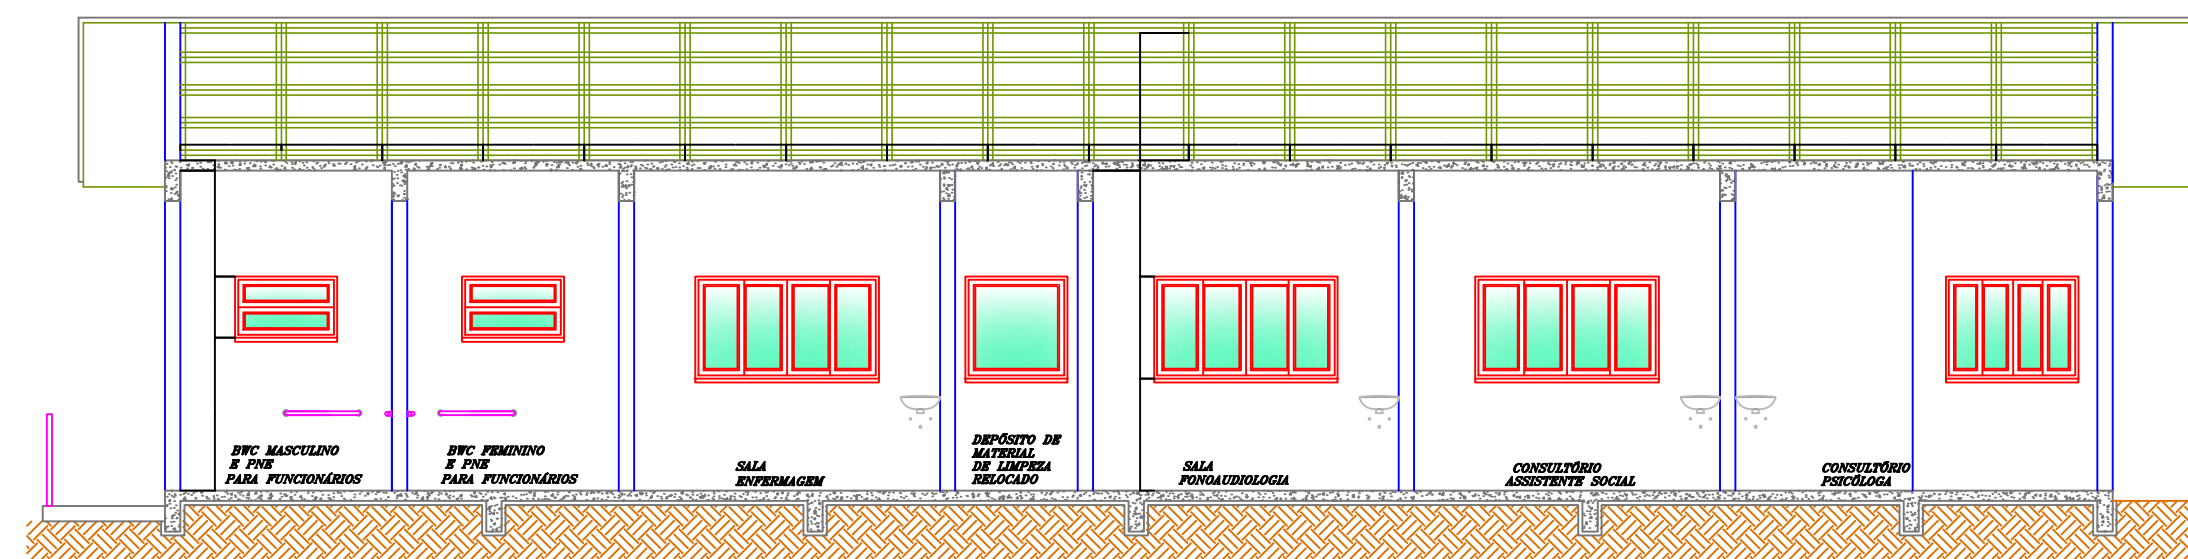 BWC MASCULINO
E PNE
PARA FUNCIONÁRIOS
BWC FEMININO
E PNE
PARA FUNCIONÁRIOS
SALA
ENFERMAGEM
DEPÓSITO DE
MATERIAL
DE LIMPEZA
RELOCADO
SALA
FONOAUDIOLOGIA
CONSULTÓRIO
ASSISTENTE SOCIAL
CONSULTÓRIO
PSICÓLOGA